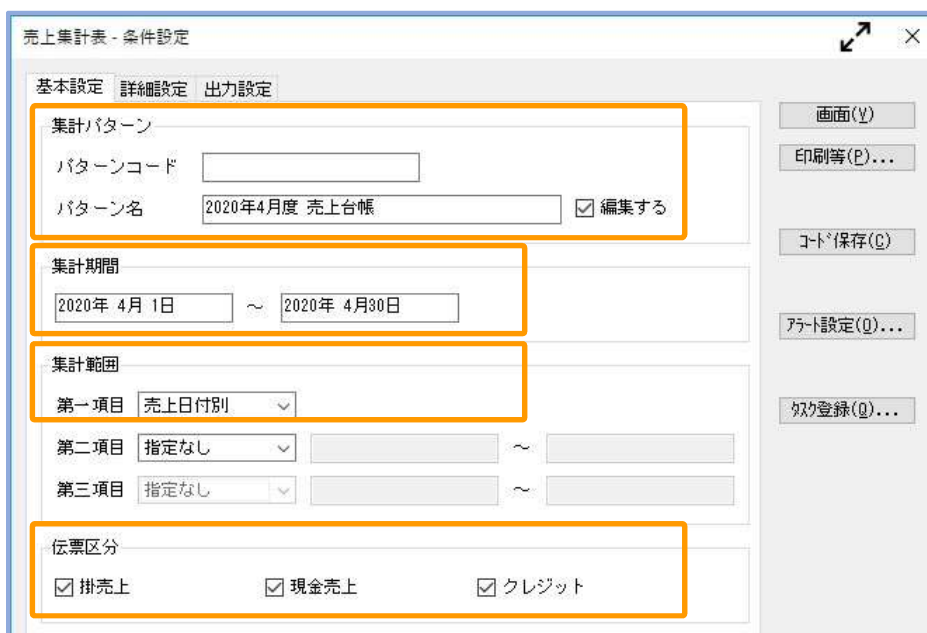 売上集計表 - 条件設定
基本設定 詳細設定 出力設定
集計パターン
パターンコード
パターン名 2020年4月度 売上台帳 編集する
集計期間
2020年 4月 1日 ～ 2020年 4月30日
集計範囲
第一項目 売上日付別
第二項目 指定なし ～
第三項目 指定なし ～
伝票区分
掛売上 現金売上 クレジット
画面(V)
印刷等(P)...
ｺｰﾄﾞ保存(C)
ｱﾗｰﾄ設定(O)...
ﾀｽｸ登録(Q)...